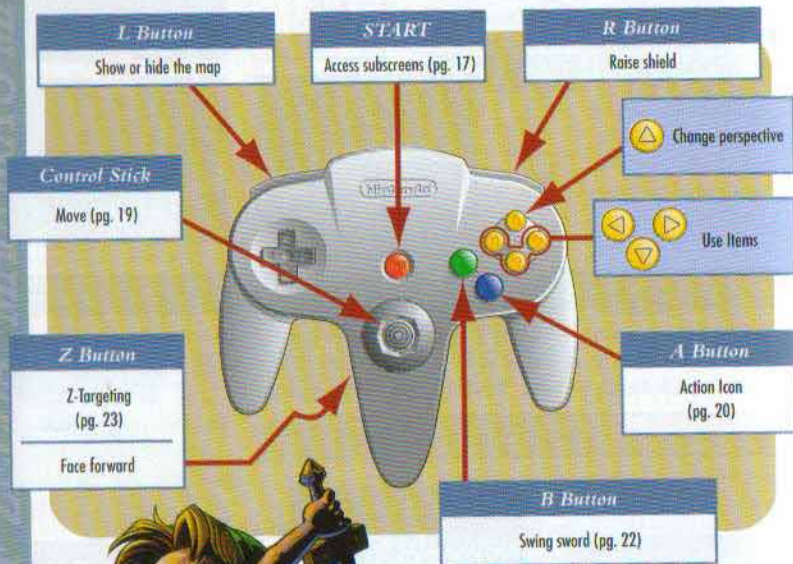 L Button
Show or hide the map
START
Access subscreens (pg. 17)
R Button
Raise shield
Change perspective
Control Stick
Move (pg. 19)
Use Items
Z Button
Z-Targeting
(pg. 23)
Face forward
A Button
Action Icon
(pg. 20)
B Button
Swing sword (pg. 22)